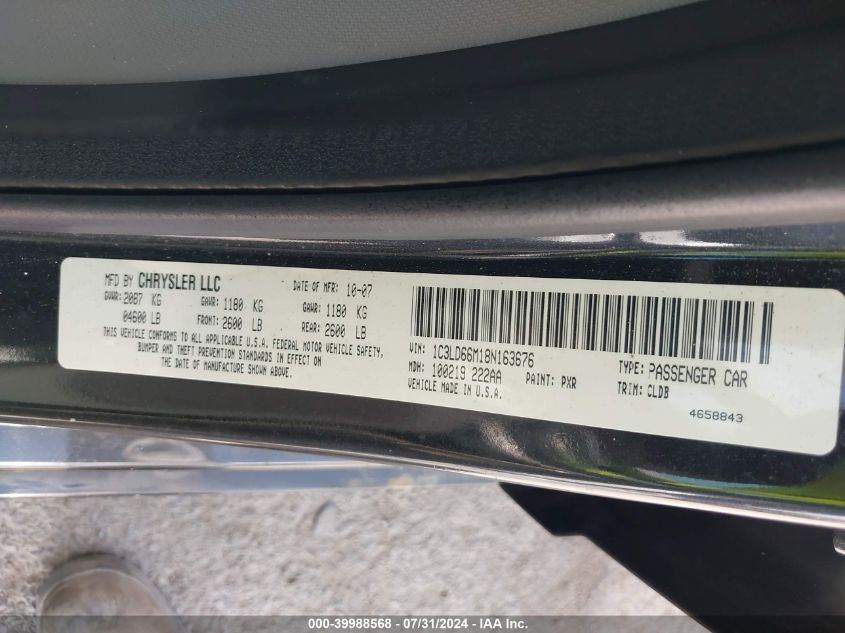 MFD BY CHRYSLER LLC DATE OF MFR: 10-07
GVWR: 2087 KG GAWR: 1180 KG GAWR: 1180 KG
04600 LB FRONT: 2600 LB REAR: 2600 LB
THIS VEHICLE CONFORMS TO ALL APPLICABLE U.S.A. FEDERAL MOTOR VEHICLE SAFETY,
BUMPER AND THEFT PREVENTION STANDARDS IN EFFECT ON
THE DATE OF MANUFACTURE SHOWN ABOVE.
VIN: 1C3LD66M18N163676 TYPE: PASSENGER CAR
MDH: 100219 222AA PAINT: PXR TRIM: CLDB
VEHICLE MADE IN U.S.A.
4658843
000-39988568 - 07/31/2024 - IAA Inc.